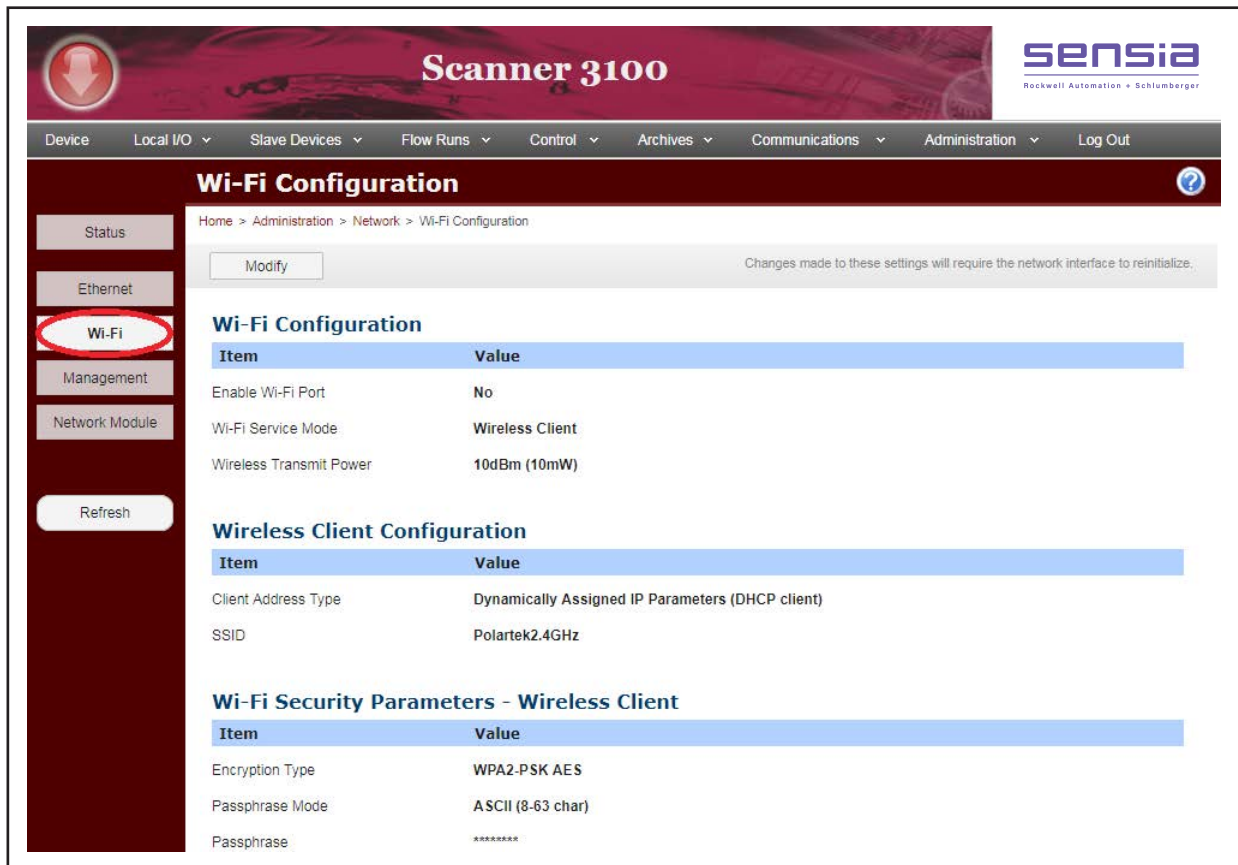 Scanner 3100
sensia
Rockwell Automation + Schlumberger
Device Local I/O Slave Devices Flow Runs Control Archives Communications Administration Log Out
Wi-Fi Configuration
Home > Administration > Network > Wi-Fi Configuration
Status
Ethernet
Wi-Fi
Management
Network Module
Refresh
Modify
Changes made to these settings will require the network interface to reinitialize.
Wi-Fi Configuration
Item Value
Enable Wi-Fi Port No
Wi-Fi Service Mode Wireless Client
Wireless Transmit Power 10dBm (10mW)
Wireless Client Configuration
Item Value
Client Address Type Dynamically Assigned IP Parameters (DHCP client)
SSID Polartek2.4GHz
Wi-Fi Security Parameters - Wireless Client
Item Value
Encryption Type WPA2-PSK AES
Passphrase Mode ASCII (8-63 char)
Passphrase ********